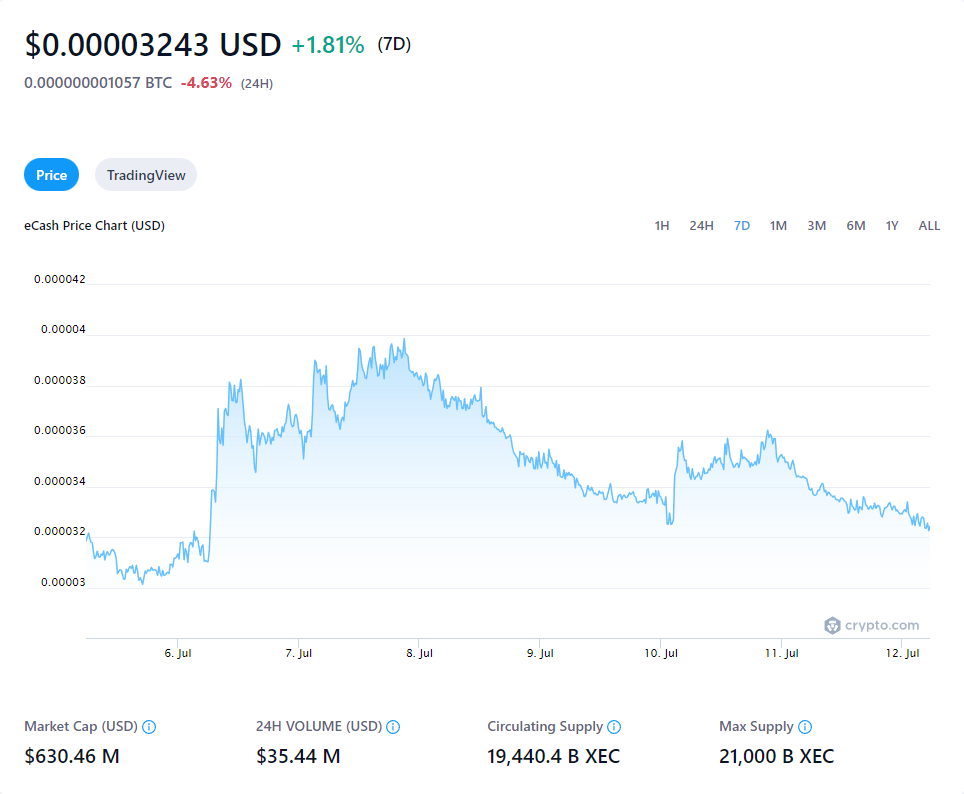 $0.00003243 USD +1.81% (7D)
0.000000001057 BTC -4.63% (24H)
Price TradingView
eCash Price Chart (USD) 1H 24H 7D 1M 3M 6M 1Y ALL
0.000042
0.00004
0.000038
0.000036
0.000034
0.000032
0.00003
crypto.com
6. Jul 7. Jul 8. Jul 9. Jul 10. Jul 11. Jul 12. Jul
Market Cap (USD) 24H VOLUME (USD) Circulating Supply Max Supply
$630.46 M $35.44 M 19,440.4 B XEC 21,000 B XEC